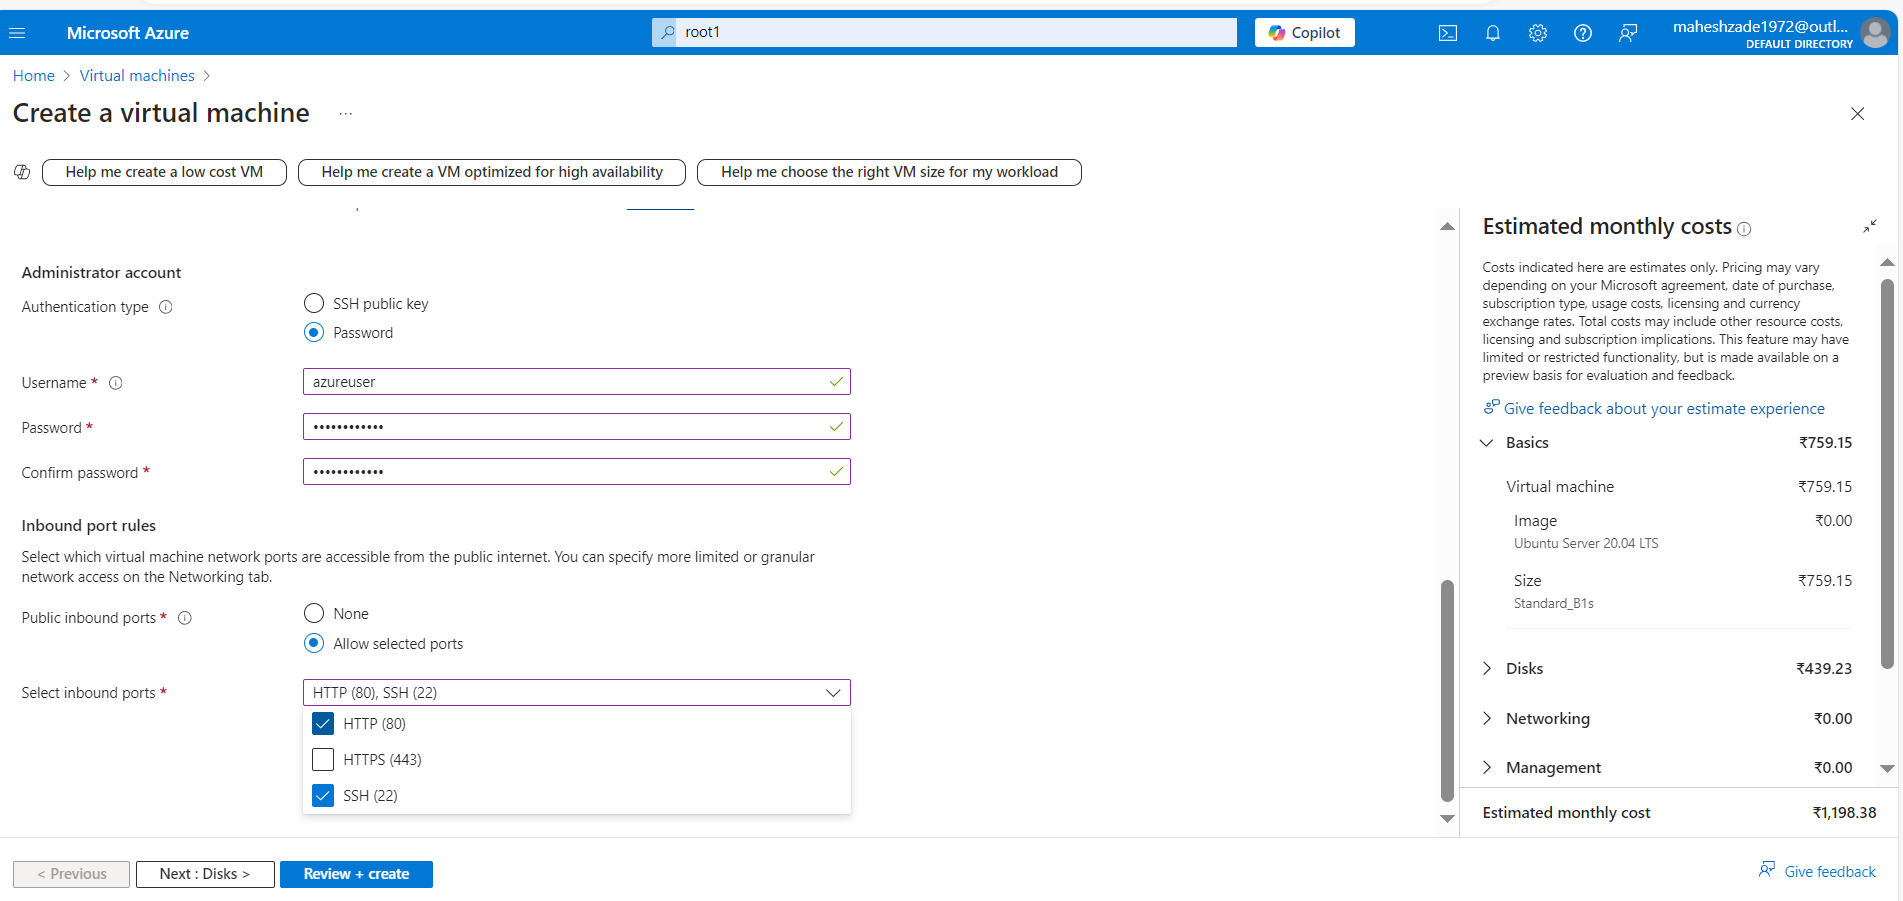 Microsoft Azure
root1
Copilot
maheshzade1972@outl...
DEFAULT DIRECTORY
Home > Virtual machines >
Create a virtual machine ...
Help me create a low cost VM
Help me create a VM optimized for high availability
Help me choose the right VM size for my workload
Administrator account
Authentication type
SSH public key
Password
Username *
azureuser
Password *
••••••••••••
Confirm password *
••••••••••••
Inbound port rules
Select which virtual machine network ports are accessible from the public internet. You can specify more limited or granular
network access on the Networking tab.
Public inbound ports *
None
Allow selected ports
Select inbound ports *
HTTP (80), SSH (22)
HTTP (80)
HTTPS (443)
SSH (22)
Estimated monthly costs
Costs indicated here are estimates only. Pricing may vary
depending on your Microsoft agreement, date of purchase,
subscription type, usage costs, licensing and currency
exchange rates. Total costs may include other resource costs,
licensing and subscription implications. This feature may have
limited or restricted functionality, but is made available on a
preview basis for evaluation and feedback.
Give feedback about your estimate experience
Basics ₹759.15
Virtual machine ₹759.15
Image ₹0.00
Ubuntu Server 20.04 LTS
Size ₹759.15
Standard_B1s
Disks ₹439.23
Networking ₹0.00
Management ₹0.00
Estimated monthly cost ₹1,198.38
< Previous
Next : Disks >
Review + create
Give feedback